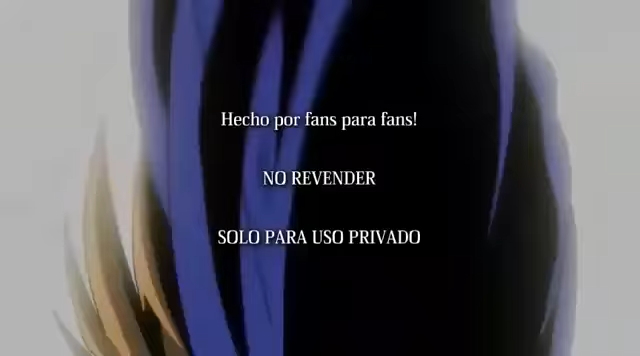 Hecho por fans para fans!
NO REVENDER
SOLO PARA USO PRIVADO